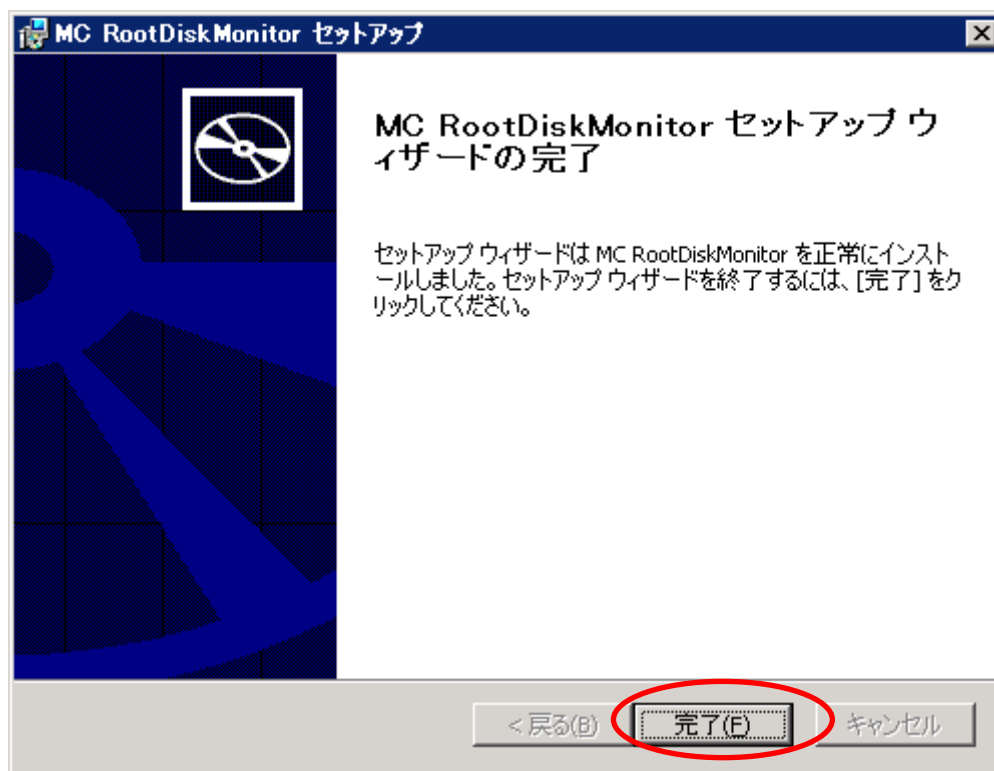 MC RootDiskMonitor セットアップ
MC RootDiskMonitor セットアップ ウ
ィザードの完了
セットアップ ウィザードは MC RootDiskMonitor を正常にインスト
ールしました。セットアップ ウィザードを終了するには、[完了] をク
リックしてください。
< 戻る(B) 完了(F) キャンセル